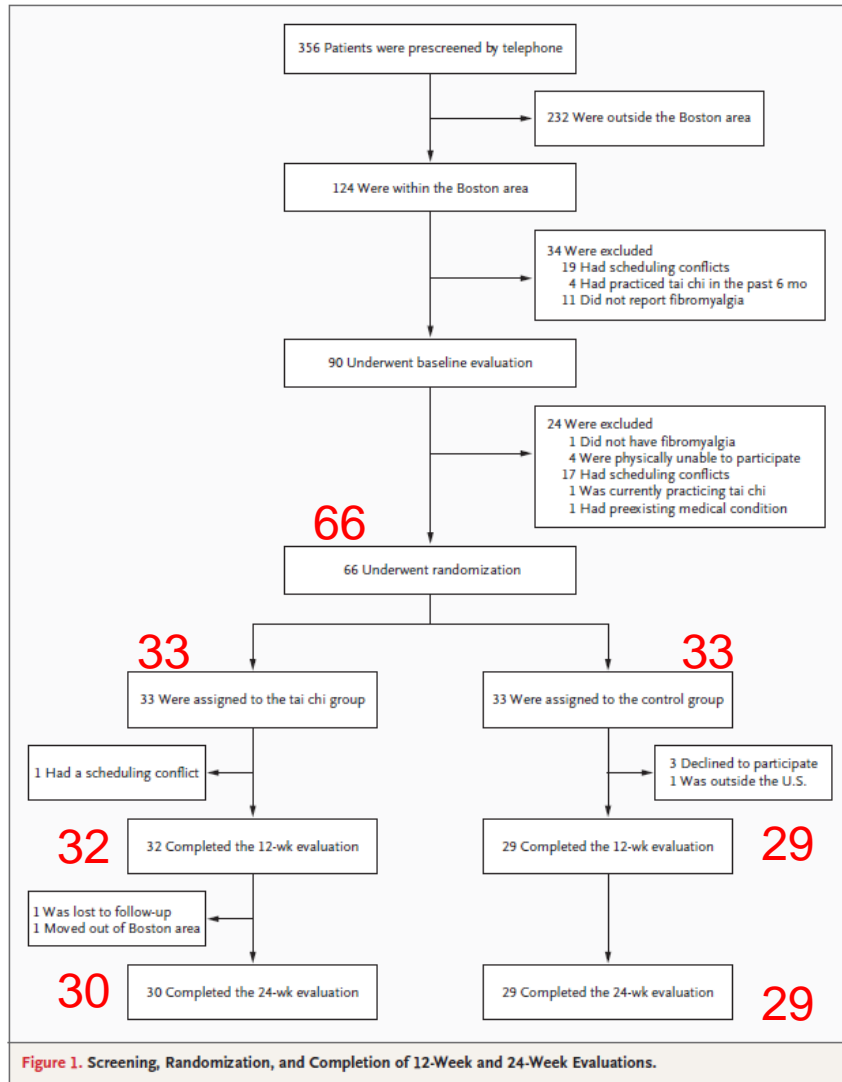 356 Patients were prescreened by telephone
232 Were outside the Boston area
124 Were within the Boston area
34 Were excluded
19 Had scheduling conflicts
4 Had practiced tai chi in the past 6 mo
11 Did not report fibromyalgia
90 Underwent baseline evaluation
24 Were excluded
1 Did not have fibromyalgia
4 Were physically unable to participate
17 Had scheduling conflicts
1 Was currently practicing tai chi
1 Had preexisting medical condition
66
66 Underwent randomization
33
33
33 Were assigned to the tai chi group
33 Were assigned to the control group
1 Had a scheduling conflict
3 Declined to participate
1 Was outside the U.S.
32
32 Completed the 12-wk evaluation
29 Completed the 12-wk evaluation
29
1 Was lost to follow-up
1 Moved out of Boston area
30
30 Completed the 24-wk evaluation
29 Completed the 24-wk evaluation
29
Figure 1. Screening, Randomization, and Completion of 12-Week and 24-Week Evaluations.